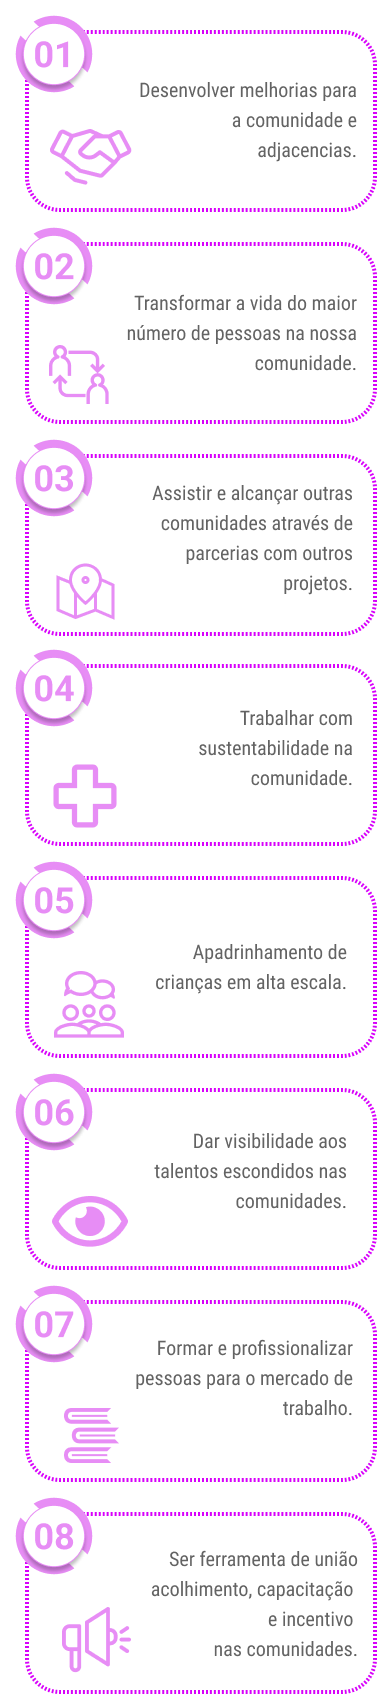 01
Desenvolver melhorias para
a comunidade e
adjacencias.
02
Transformar a vida do maior
número de pessoas na nossa
comunidade.
03
Assistir e alcançar outras
comunidades através de
parcerias com outros
projetos.
04
Trabalhar com
sustentabilidade na
comunidade.
05
Apadrinhamento de
crianças em alta escala.
06
Dar visibilidade aos
talentos escondidos nas
comunidades.
07
Formar e profissionalizar
pessoas para o mercado de
trabalho.
08
Ser ferramenta de união
acolhimento, capacitação
e incentivo
nas comunidades.